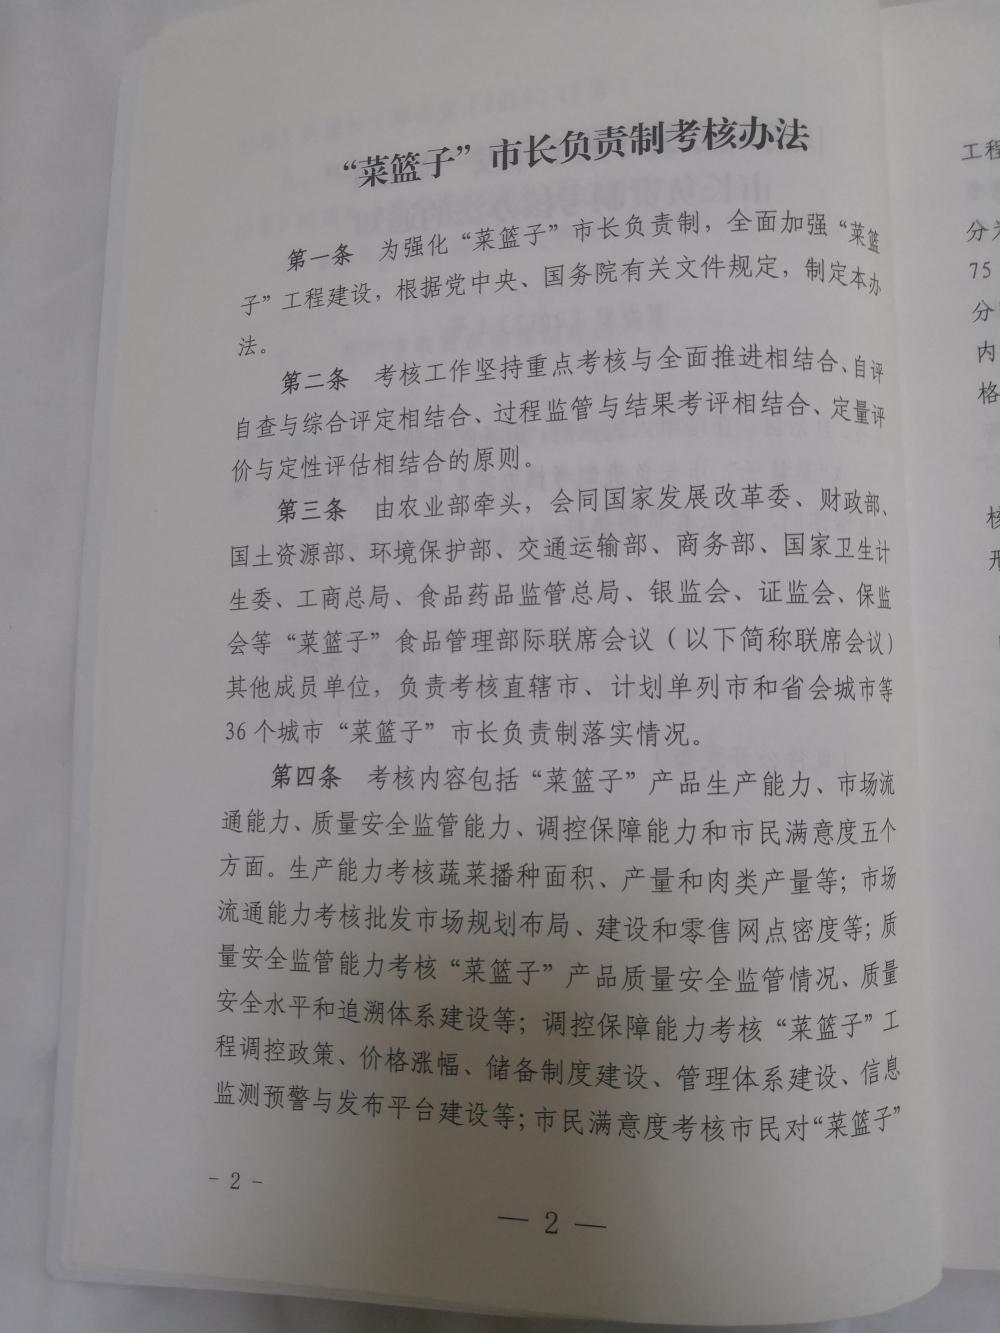 “菜篮子”市长负责制考核办法
第一条 为强化“菜篮子”市长负责制，全面加强“菜篮
子”工程建设，根据党中央、国务院有关文件规定，制定本办
法。
第二条 考核工作坚持重点考核与全面推进相结合、自评
自查与综合评定相结合、过程监管与结果考评相结合、定量评
价与定性评估相结合的原则。
第三条 由农业部牵头，会同国家发展改革委、财政部、
国土资源部、环境保护部、交通运输部、商务部、国家卫生计
生委、工商总局、食品药品监管总局、银监会、证监会、保监
会等“菜篮子”食品管理部际联席会议（以下简称联席会议）
其他成员单位，负责考核直辖市、计划单列市和省会城市等
36个城市“菜篮子”市长负责制落实情况。
第四条 考核内容包括“菜篮子”产品生产能力、市场流
通能力、质量安全监管能力、调控保障能力和市民满意度五个
方面。生产能力考核蔬菜播种面积、产量和肉类产量等；市场
流通能力考核批发市场规划布局、建设和零售网点密度等；质
量安全监管能力考核“菜篮子”产品质量安全监管情况、质量
安全水平和追溯体系建设等；调控保障能力考核“菜篮子”工
程调控政策、价格涨幅、储备制度建设、管理体系建设、信息
监测预警与发布平台建设等；市民满意度考核市民对“菜篮子”
- 2 -
— 2 —
工程
分为
75
分
内
格
核
形